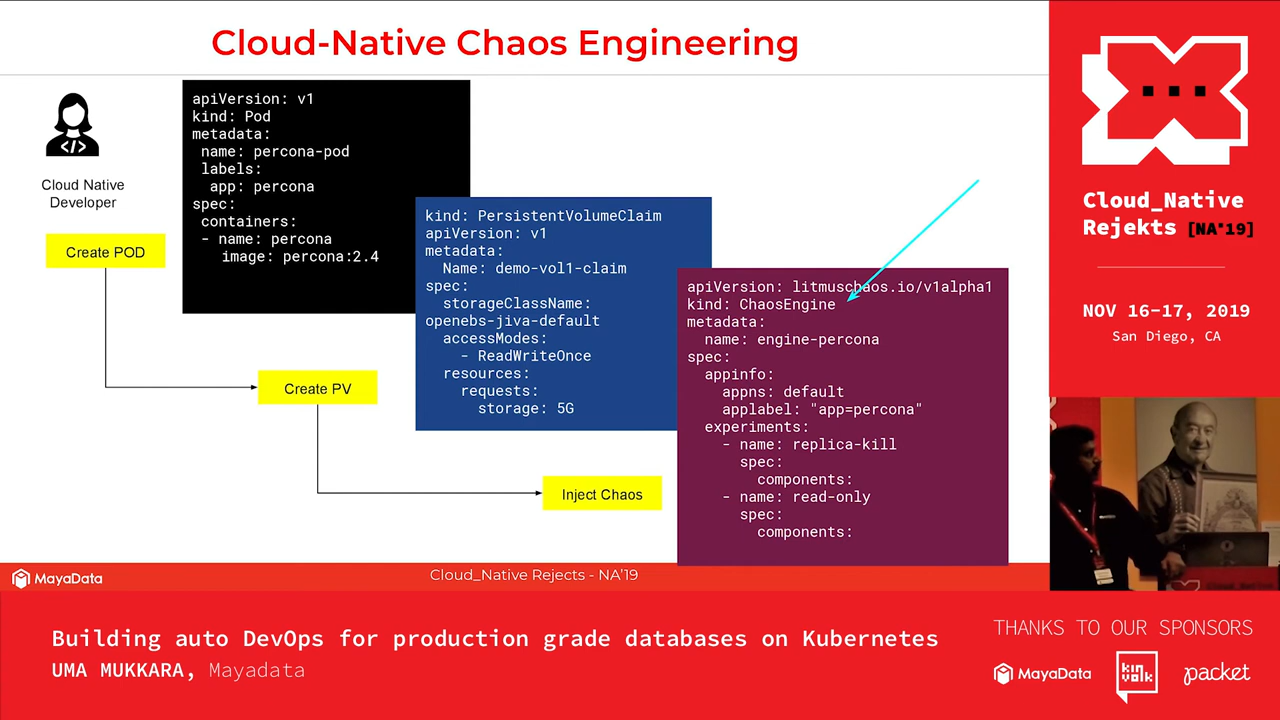 Cloud-Native Chaos Engineering
</>
Cloud Native
Developer
Create POD
apiVersion: v1
kind: Pod
metadata:
name: percona-pod
labels:
app: percona
spec:
containers:
- name: percona
image: percona:2.4
Create PV
kind: PersistentVolumeClaim
apiVersion: v1
metadata:
Name: demo-vol1-claim
spec:
storageClassName:
openebs-jiva-default
accessModes:
- ReadWriteOnce
resources:
requests:
storage: 5G
Inject Chaos
apiVersion: litmuschaos.io/v1alpha1
kind: ChaosEngine
metadata:
name: engine-percona
spec:
appinfo:
appns: default
applabel: "app=percona"
experiments:
- name: replica-kill
spec:
components:
- name: read-only
spec:
components:
MayaData
Cloud_Native Rejects - NA'19
Cloud_Native
Rejekts [NA'19]
NOV 16-17, 2019
San Diego, CA
Building auto DevOps for production grade databases on Kubernetes
UMA MUKKARA, Mayadata
THANKS TO OUR SPONSORS
MayaData
kin
volk
packet